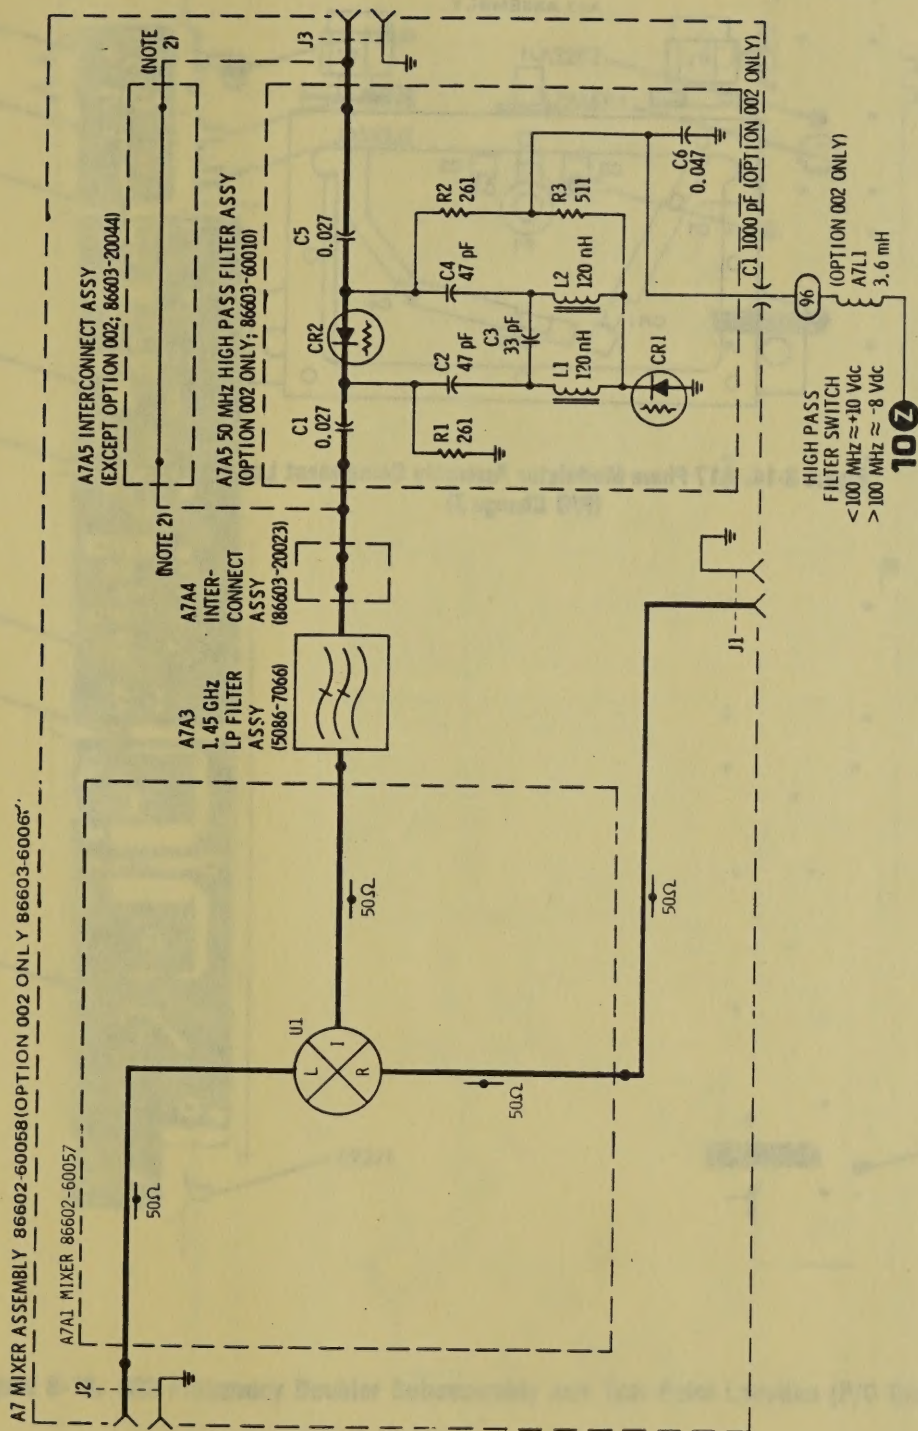 A7 MIXER ASSEMBLY 86602-60058 (OPTION 002 ONLY 86603-6006
A7A1 MIXER 86602-60057
J2
50Ω
U1
L
I
R
50Ω
50Ω
50Ω
J1
A7A3
1.45 GHz
LP FILTER
ASSY
(5086-7066)
A7A4
INTER-
CONNECT
ASSY
(86603-20023)
(NOTE 2)
A7A5 INTERCONNECT ASSY
(EXCEPT OPTION 002; 86603-20044)
A7A5 50 MHz HIGH PASS FILTER ASSY
(OPTION 002 ONLY; 86603-60010)
(NOTE
2)
J3
C1
0.027
CR2
C5
0.027
R1
261
C2
47 pF
C3
33 pF
C4
47 pF
R2
261
L1
120 nH
L2
120 nH
R3
511
CR1
C6
0.047
C1 1000 pf (OPTION 002 ONLY)
96
(OPTION 002 ONLY)
A7L1
3.6 mH
HIGH PASS
FILTER SWITCH
<100 MHz ≈ +10 Vdc
>100 MHz ≈ -8 Vdc
10 Z